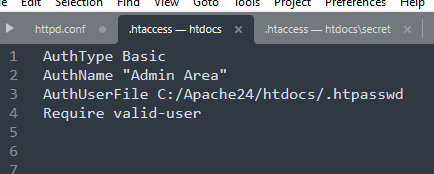 Edit Selection Find View Goto Tools Project Preferences Help
httpd.conf .htaccess — htdocs × .htaccess — htdocs\secret ×
1 AuthType Basic
2 AuthName "Admin Area"
3 AuthUserFile C:/Apache24/htdocs/.htpasswd
4 Require valid-user
5
6
7